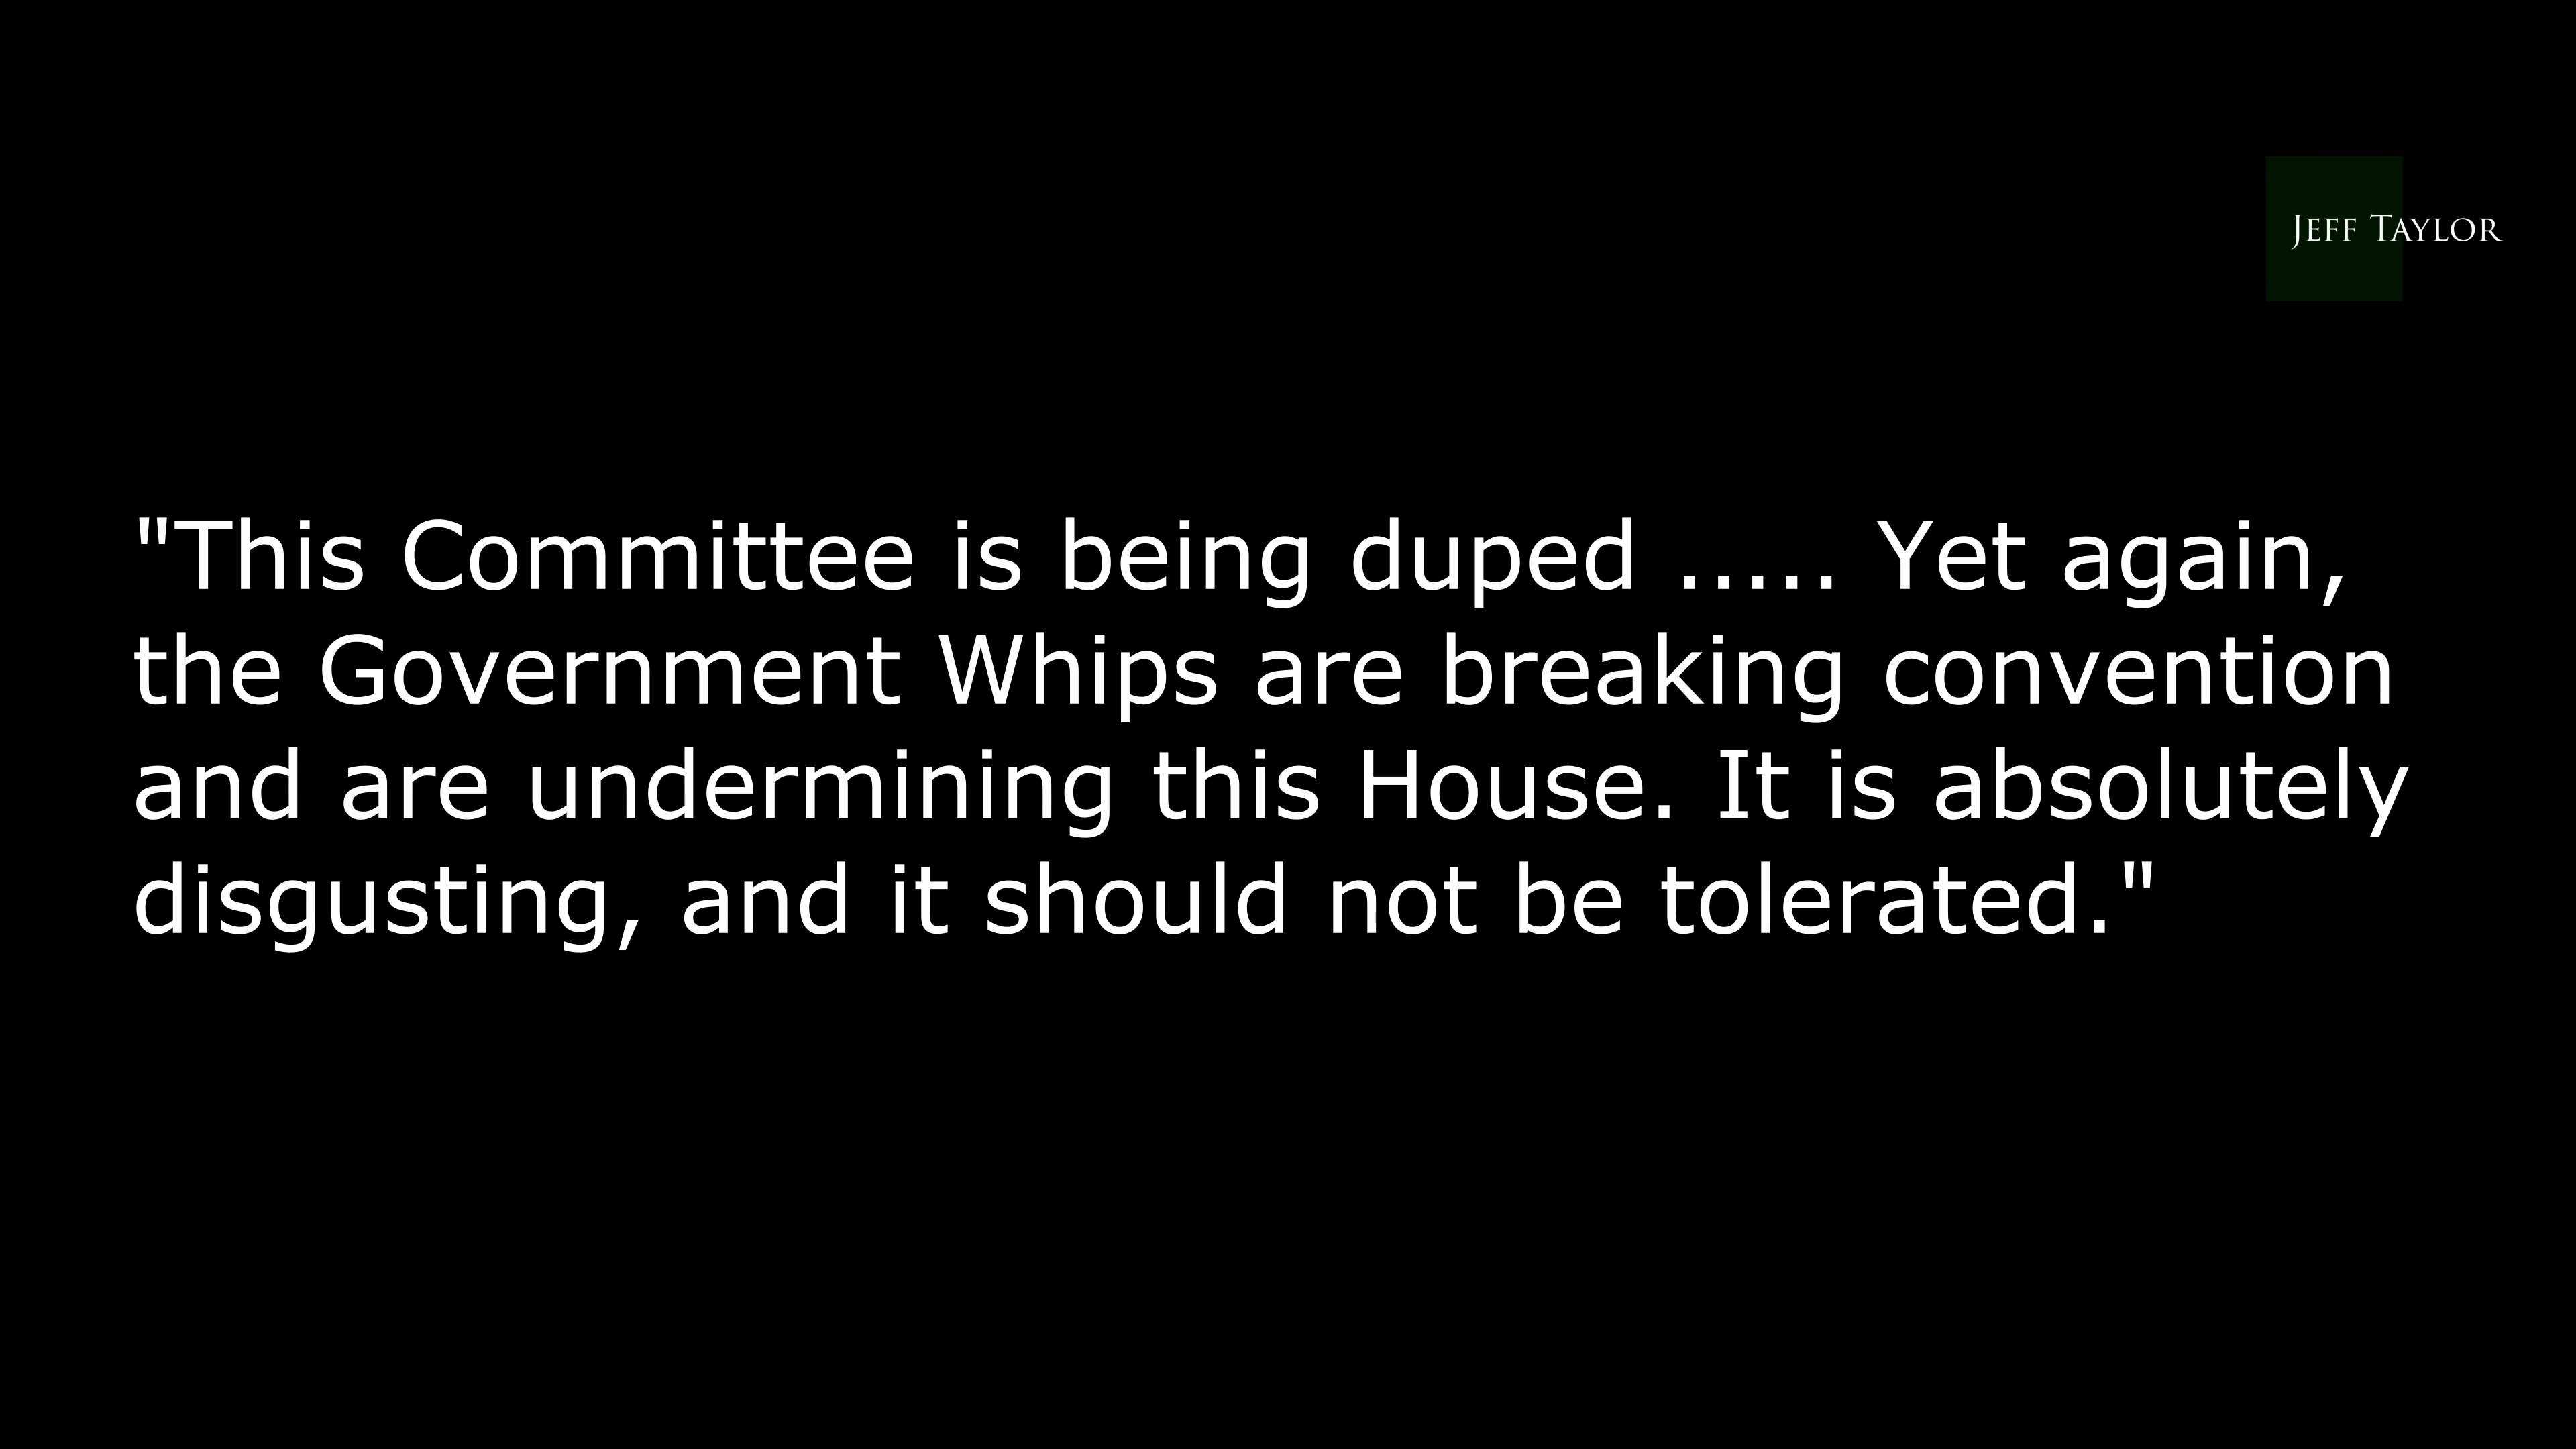 JEFF TAYLOR
"This Committee is being duped ..... Yet again,
the Government Whips are breaking convention
and are undermining this House. It is absolutely
disgusting, and it should not be tolerated."